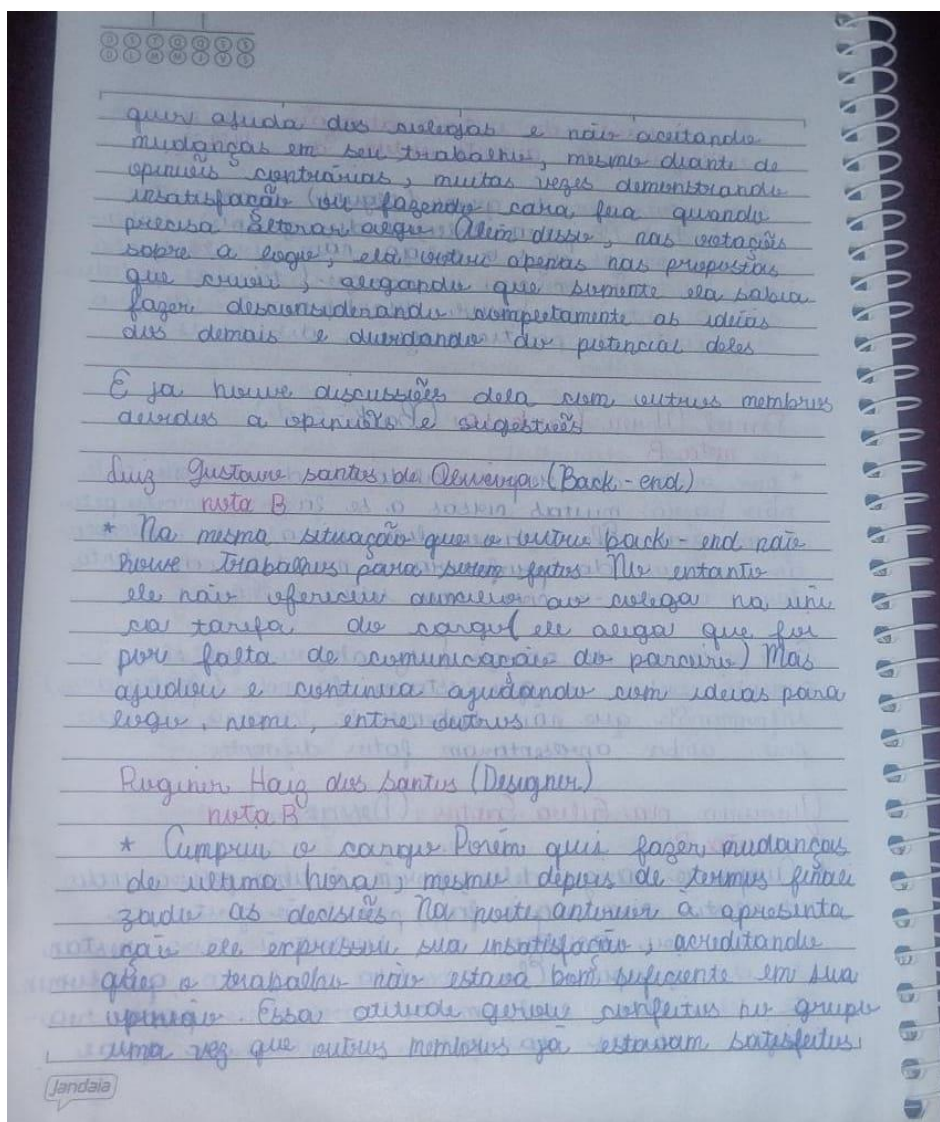 D S T Q Q S S
quer ajuda dos colegas e não aceitando
mudanças em seu trabalho, mesmo diante de
opiniões contrárias, muitas vezes demonstrando
insatisfação ou fazendo cara feia quando
precisa alterar algo Além disso, nas votações
sobre a logo, ela votou apenas nas propostas
que criou, alegando que somente ela sabia
fazer desconsiderando completamente as ideias
dos demais e duvidando do potencial deles
E ja houve discussões dela com outros membros
devidos a opiniões e sugestões
Luiz Gustavo santos de Oliveira (Back-end)
nota B
* Na mesma situação que o outro back-end não
houve trabalhos para serem feitos No entanto
ele não ofereceu auxilio ao colega na uni
ca tarefa do cargo (ele alega que foi
por falta de comunicação do parceiro) Mas
ajudou e continua ajudando com ideias para
logo, nome, entre outros
Haig dos santos (Designer)
nota B
* Cumpriu o cargo. Porém quis fazer mudanças
de ultima hora, mesmo depois de termos finali
zado as decisões Na noite anterior a apresenta
ção ele expressou sua insatisfação, acreditando
que o trabalho não estava bom suficiente em sua
opinião. Essa atitude gerou conflitos no grupo
uma vez que outros membros já estavam satisfeitos
Jandaia